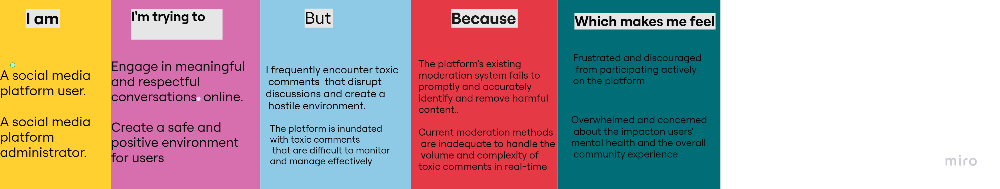 I am
A social media
platform user.
A social media
platform
administrator.
I'm trying to
Engage in meaningful
and respectful
conversations online.
Create a safe and
positive environment
for users
But
I frequently encounter toxic
comments that disrupt
discussions and create a
hostile environment.
The platform is inundated
with toxic comments
that are difficult to monitor
and manage effectively
Because
The platform's existing
moderation system fails to
promptly and accurately
identify and remove harmful
content..
Current moderation methods
are inadequate to handle the
volume and complexity of
toxic comments in real-time
Which makes me feel
Frustrated and discouraged
from participating actively
on the platform
Overwhelmed and concerned
about the impacton users'
mental health and the overall
community experience
miro